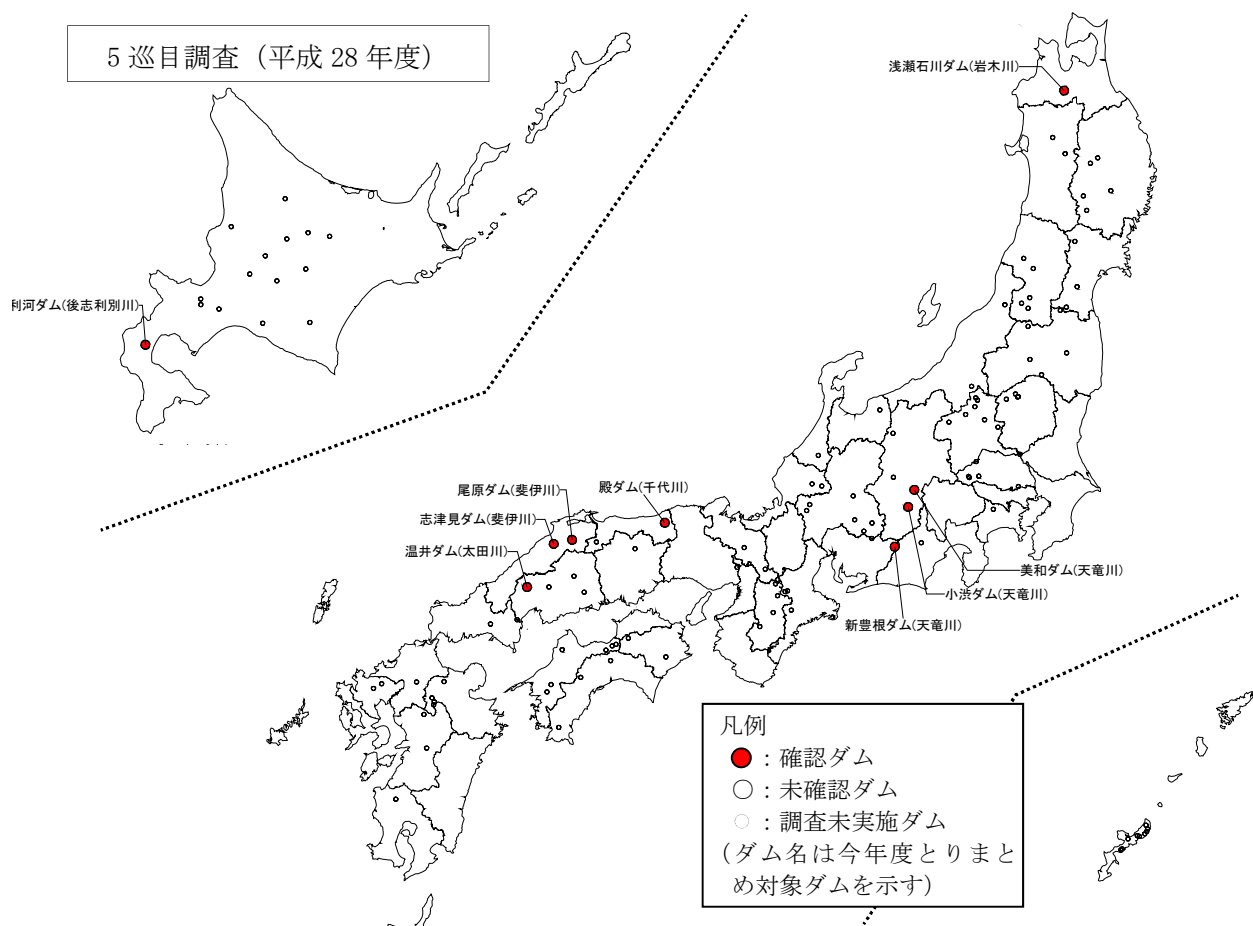 5 巡目調査（平成 28 年度）
浅瀬石川ダム(岩木川)
利河ダム(後志利別川)
尾原ダム(斐伊川)
殿ダム(千代川)
志津見ダム(斐伊川)
温井ダム(太田川)
美和ダム(天竜川)
小渋ダム(天竜川)
新豊根ダム(天竜川)
凡例
：確認ダム
：未確認ダム
：調査未実施ダム
(ダム名は今年度とりまと
め対象ダムを示す)